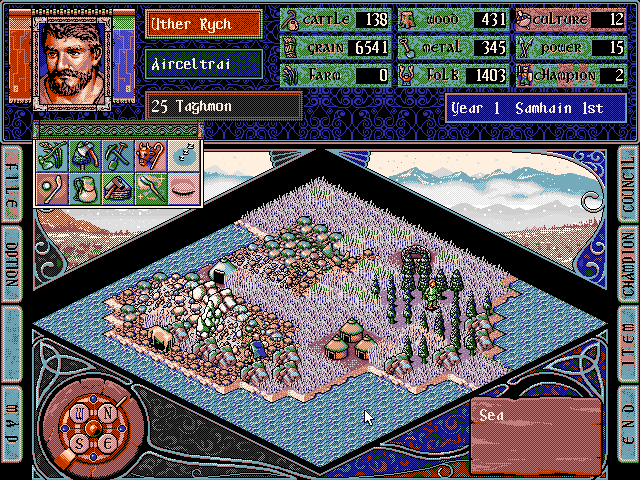 Uther Rych
Airceltrai
25 Taghmon
CATTLE 138
WOOD 431
CULTURE 12
GRAIN 6541
METAL 345
POWER 15
FARM 0
FOLK 1403
CHAMPION 2
Year 1 Samhain 1st
FILE
OPTION
MAP
COUNCIL
CHAMPION
ITEM
END
U N
S E
Sea